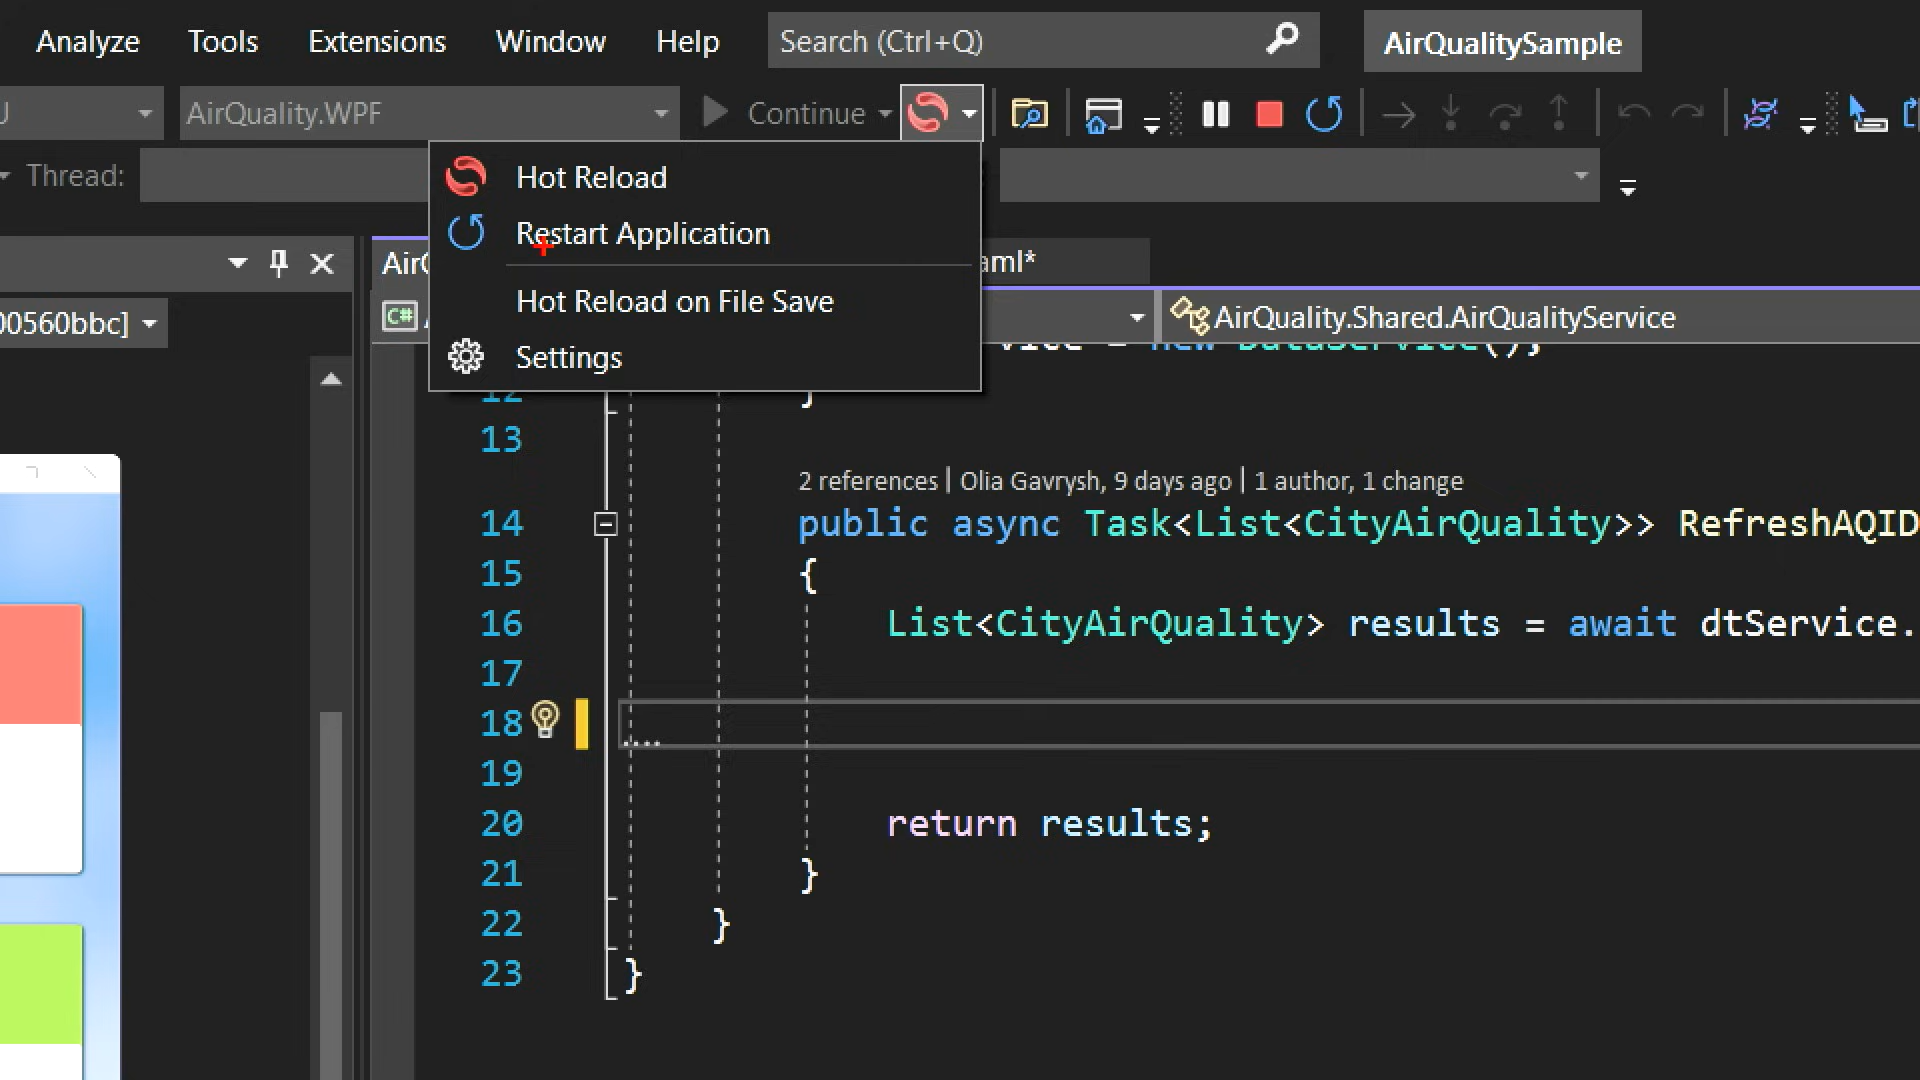 Analyze Tools Extensions Window Help Search (Ctrl+Q) AirQualitySample
AirQuality.WPF Continue
Thread:
Hot Reload
Restart Application
Hot Reload on File Save
Settings
aml*
00560bbc]
C# AirQuality.Shared.AirQualityService
= new DataService();
12 }
13
2 references | Olia Gavrysh, 9 days ago | 1 author, 1 change
14 public async Task<List<CityAirQuality>> RefreshAQID
15 {
16 List<CityAirQuality> results = await dtService.
17
18
19
20 return results;
21 }
22 }
23 }